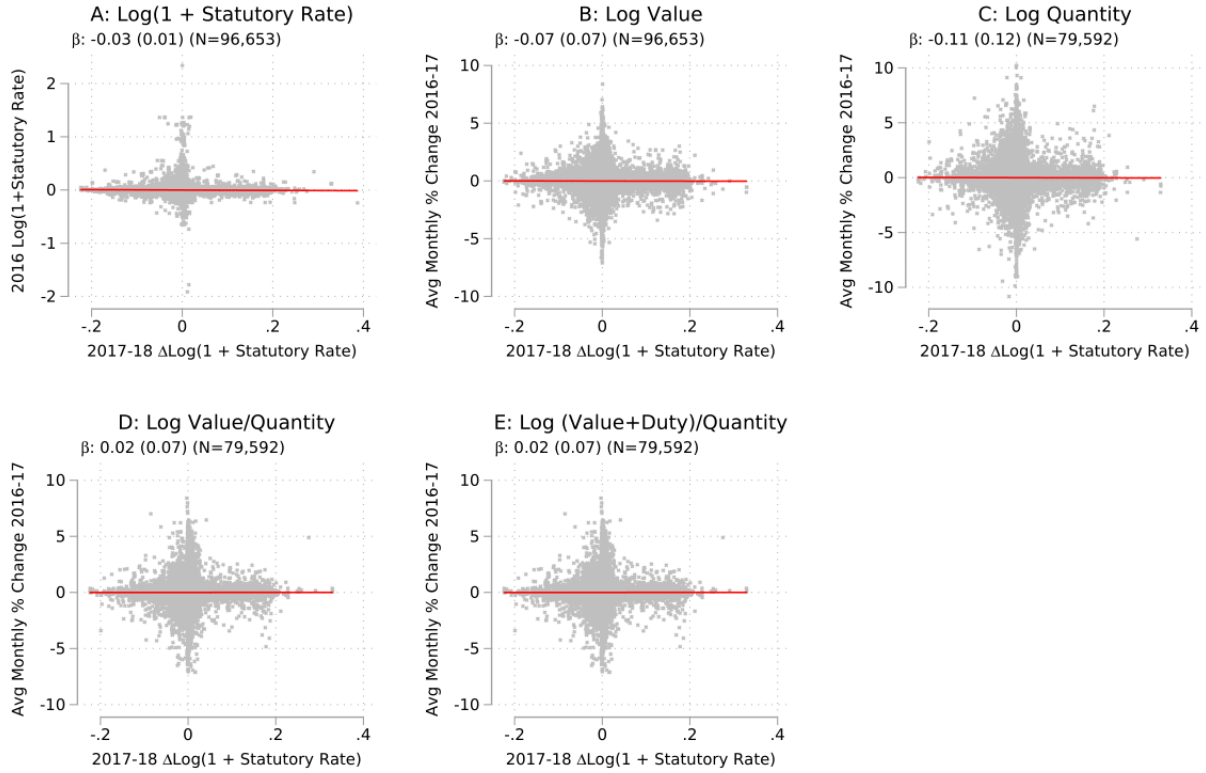 A: Log(1 + Statutory Rate)
β: -0.03 (0.01) (N=96,653)
2016 Log(1+Statutory Rate)
2
1
0
-1
-2
-.2 0 .2 .4
2017-18 ΔLog(1 + Statutory Rate)
B: Log Value
β: -0.07 (0.07) (N=96,653)
Avg Monthly % Change 2016-17
10
5
0
-5
-10
-.2 0 .2 .4
2017-18 ΔLog(1 + Statutory Rate)
C: Log Quantity
β: -0.11 (0.12) (N=79,592)
Avg Monthly % Change 2016-17
10
5
0
-5
-10
-.2 0 .2 .4
2017-18 ΔLog(1 + Statutory Rate)
D: Log Value/Quantity
β: 0.02 (0.07) (N=79,592)
Avg Monthly % Change 2016-17
10
5
0
-5
-10
-.2 0 .2 .4
2017-18 ΔLog(1 + Statutory Rate)
E: Log (Value+Duty)/Quantity
β: 0.02 (0.07) (N=79,592)
Avg Monthly % Change 2016-17
10
5
0
-5
-10
-.2 0 .2 .4
2017-18 ΔLog(1 + Statutory Rate)